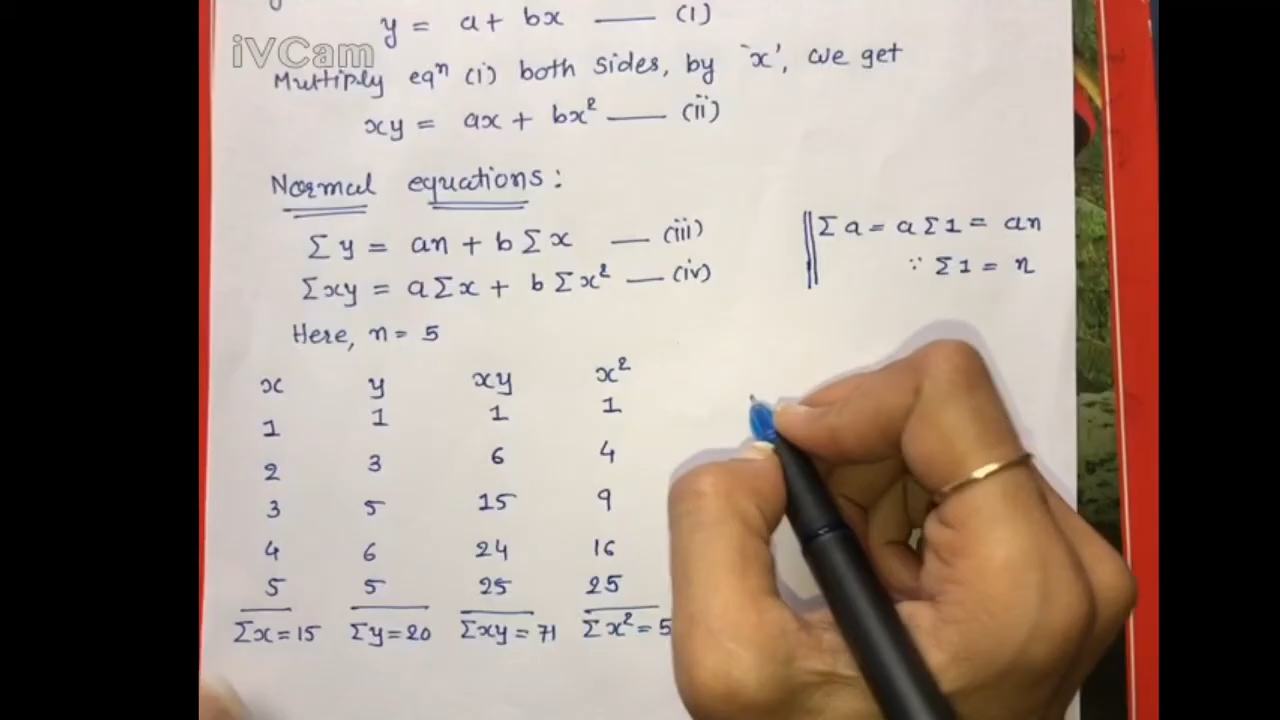 y = a + bx —— (i)
iVCam
Multiply eqⁿ (i) both sides, by 'x', we get
xy = ax + bx² —— (ii)
Normal equations :
Σy = an + bΣx —— (iii)
Σa = aΣ1 = an
Σxy = aΣx + bΣx² —— (iv)
∵ Σ1 = n
Here, n = 5
x y xy x²
1 1 1 1
2 3 6 4
3 5 15 9
4 6 24 16
5 5 25 25
Σx = 15 Σy = 20 Σxy = 71 Σx² = 5